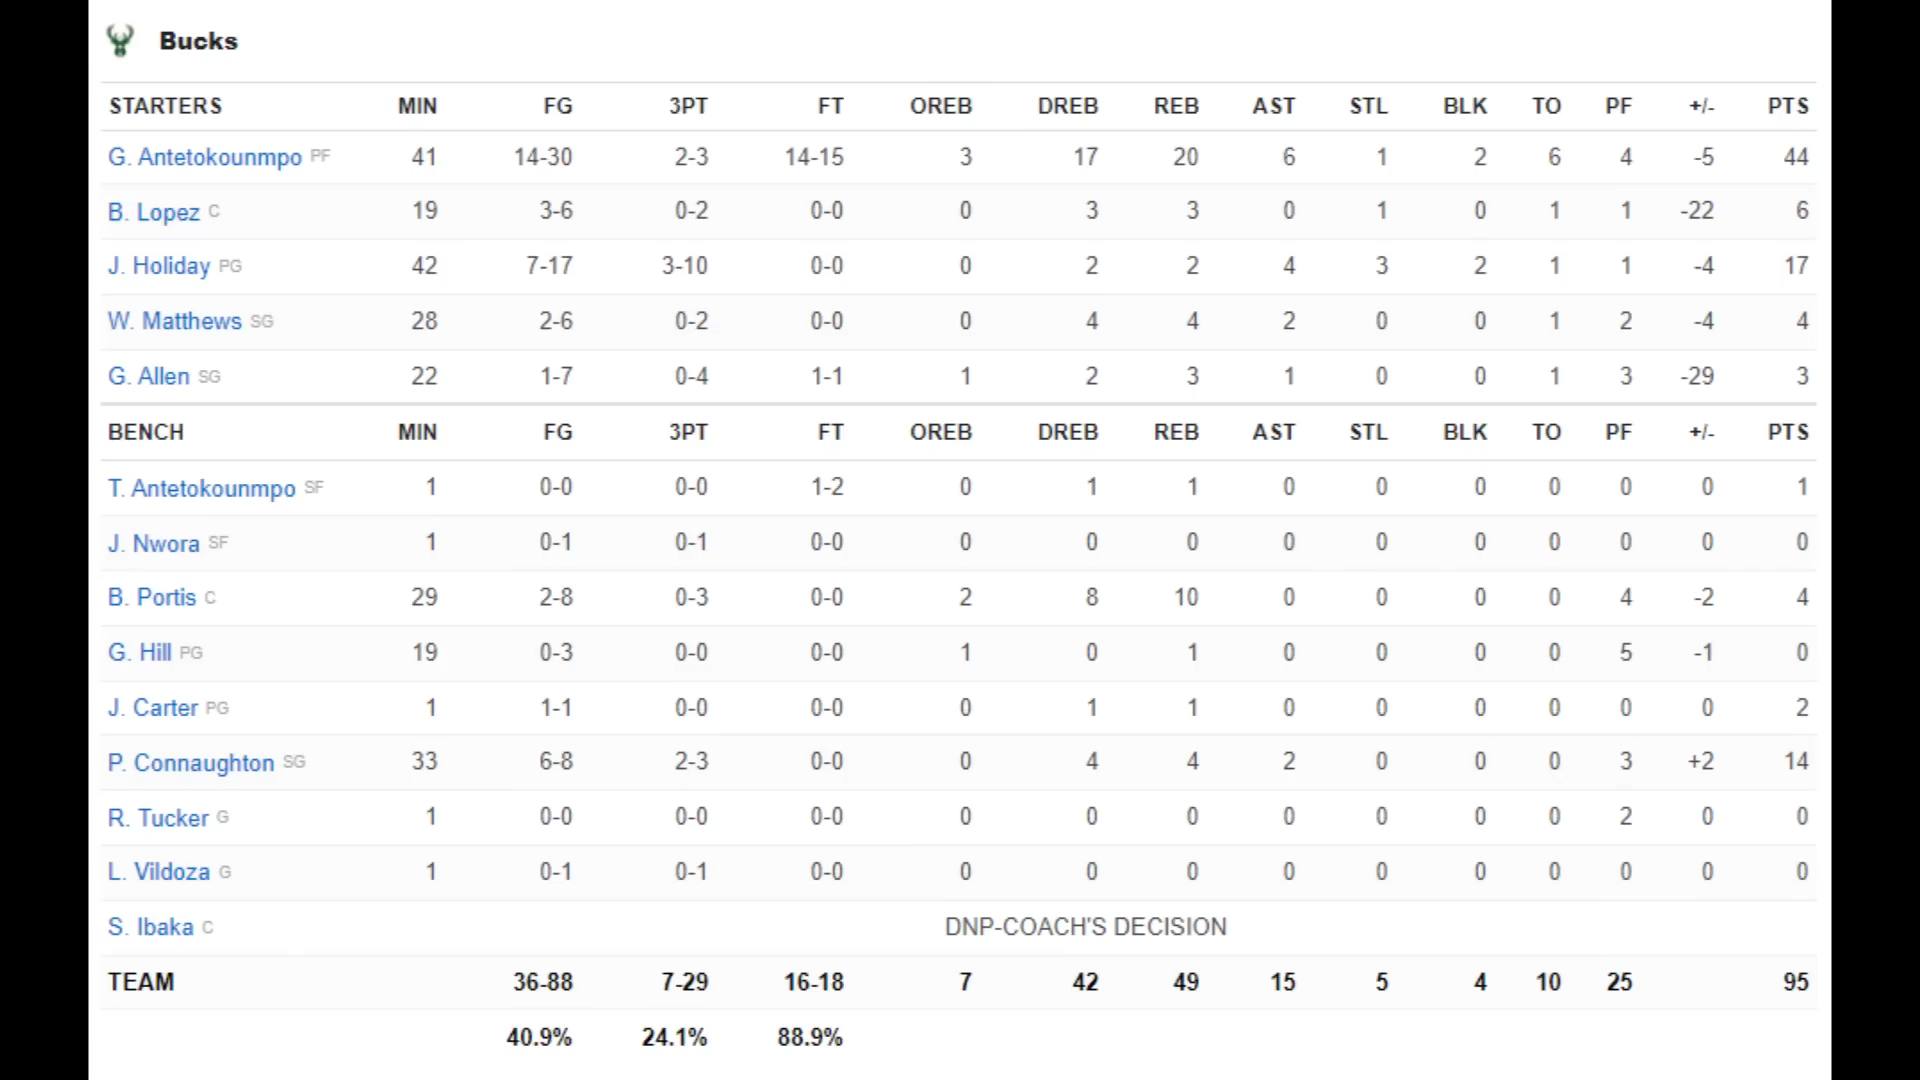 Bucks
STARTERS MIN FG 3PT FT OREB DREB REB AST STL BLK TO PF +/- PTS
G. Antetokounmpo PF 41 14-30 2-3 14-15 3 17 20 6 1 2 6 4 -5 44
B. Lopez C 19 3-6 0-2 0-0 0 3 3 0 1 0 1 1 -22 6
J. Holiday PG 42 7-17 3-10 0-0 0 2 2 4 3 2 1 1 -4 17
W. Matthews SG 28 2-6 0-2 0-0 0 4 4 2 0 0 1 2 -4 4
G. Allen SG 22 1-7 0-4 1-1 1 2 3 1 0 0 1 3 -29 3
BENCH MIN FG 3PT FT OREB DREB REB AST STL BLK TO PF +/- PTS
T. Antetokounmpo SF 1 0-0 0-0 1-2 0 1 1 0 0 0 0 0 0 1
J. Nwora SF 1 0-1 0-1 0-0 0 0 0 0 0 0 0 0 0 0
B. Portis C 29 2-8 0-3 0-0 2 8 10 0 0 0 0 4 -2 4
G. Hill PG 19 0-3 0-0 0-0 1 0 1 0 0 0 0 5 -1 0
J. Carter PG 1 1-1 0-0 0-0 0 1 1 0 0 0 0 0 0 2
P. Connaughton SG 33 6-8 2-3 0-0 0 4 4 2 0 0 0 3 +2 14
R. Tucker G 1 0-0 0-0 0-0 0 0 0 0 0 0 0 2 0 0
L. Vildoza G 1 0-1 0-1 0-0 0 0 0 0 0 0 0 0 0 0
S. Ibaka C DNP-COACH'S DECISION
TEAM 36-88 7-29 16-18 7 42 49 15 5 4 10 25 95
40.9% 24.1% 88.9%